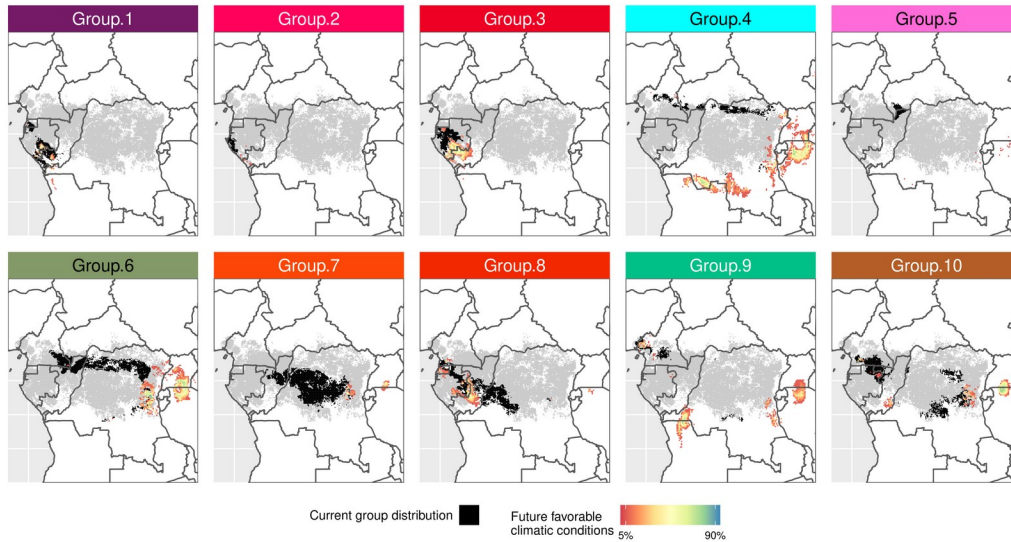 Group.1
Group.2
Group.3
Group.4
Group.5
Group.6
Group.7
Group.8
Group.9
Group.10
Current group distribution
Future favorable
climatic conditions
5%
90%